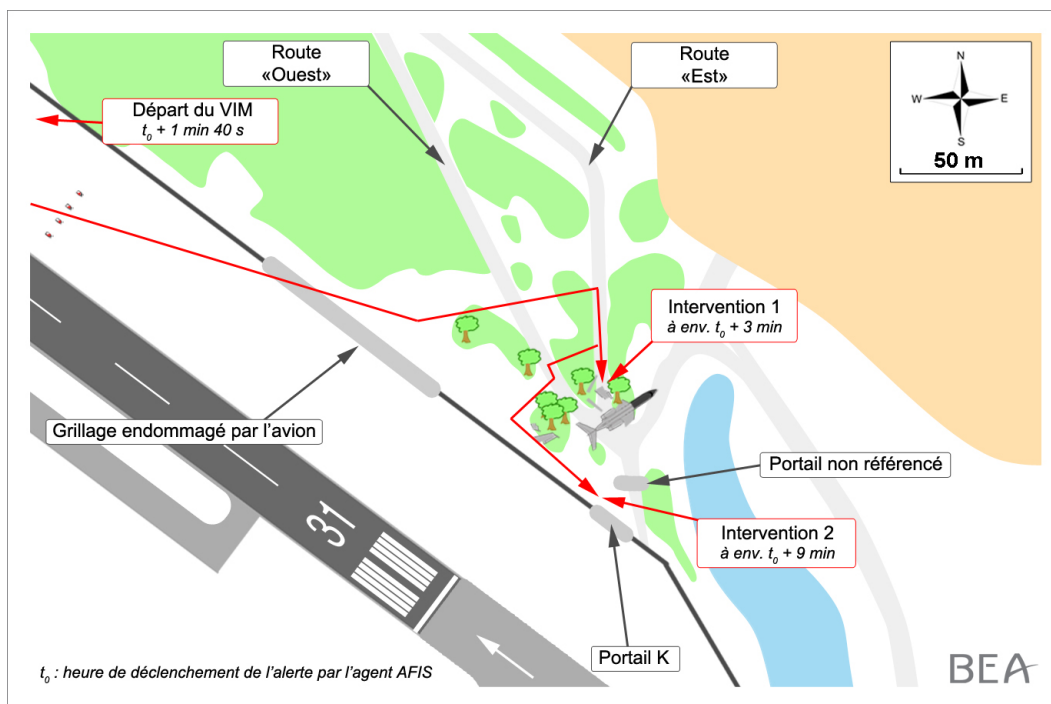 Route
«Ouest»
Route
«Est»
N
W
E
S
50 m
Départ du VIM
t₀ + 1 min 40 s
Intervention 1
à env. t₀ + 3 min
Grillage endommagé par l'avion
Portail non référencé
31
Intervention 2
à env. t₀ + 9 min
Portail K
t₀ : heure de déclenchement de l'alerte par l'agent AFIS
BEA